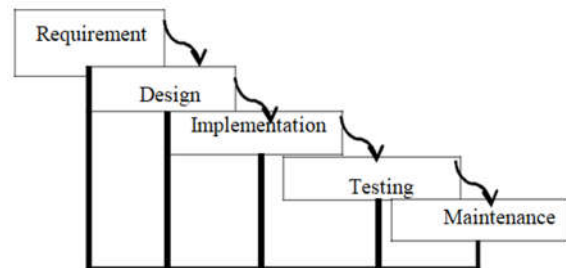 Requirement
Design
Implementation
Testing
Maintenance